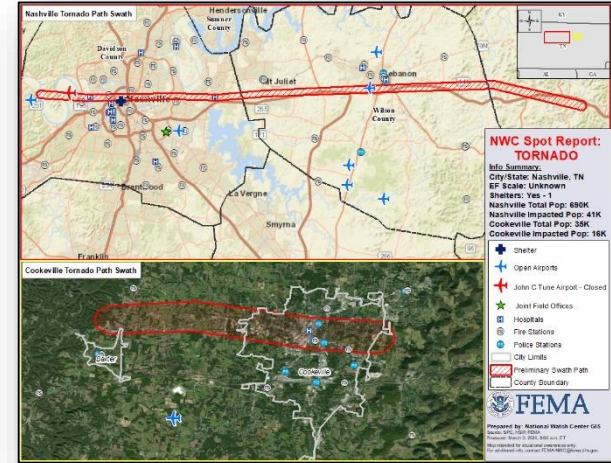 Nashville Tornado Path Swath
Hendersonville
Sumner
County
KY
TN
AL
GA
Davidson
County
Mt Juliet
Lebanon
Nashville
Wilson
County
Brentwood
La Vergne
Smyrna
Franklin
NWC Spot Report:
TORNADO
Info Summary:
City/State: Nashville, TN
EF Scale: Unknown
Shelters: Yes - 1
Nashville Total Pop: 690K
Nashville Impacted Pop: 41K
Cookeville Total Pop: 35K
Cookeville Impacted Pop: 16K
Shelter
Open Airports
John C Tune Airport - Closed
Joint Field Offices
Hospitals
Fire Stations
Police Stations
City Limits
Preliminary Swath Path
County Boundary
Cookeville Tornado Path Swath
Baxter
Cookeville
FEMA
Prepared by: National Watch Center GIS